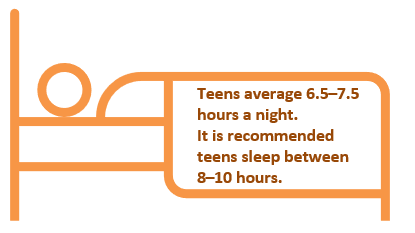 Teens average 6.5–7.5
hours a night.
It is recommended
teens sleep between
8–10 hours.